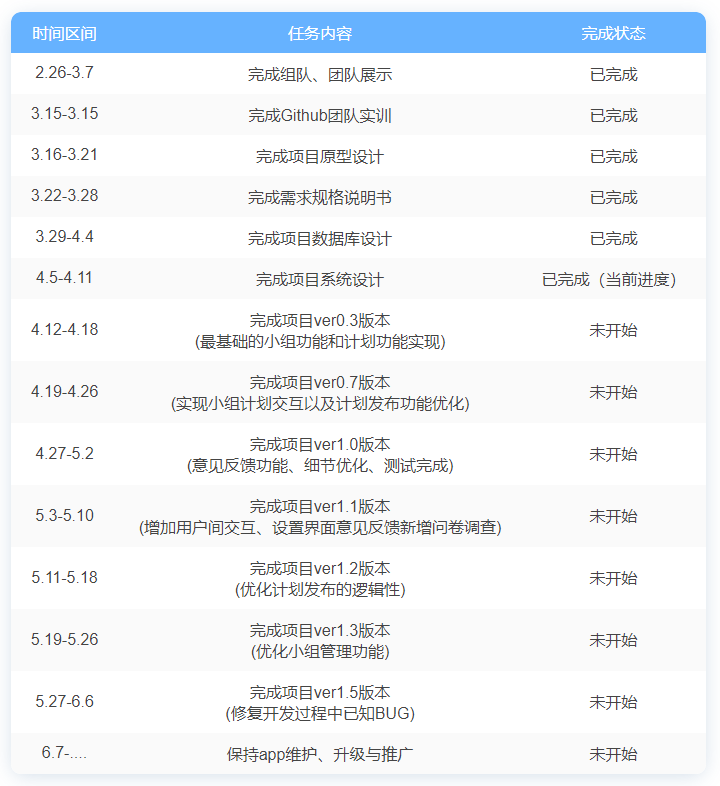 时间区间 任务内容 完成状态
2.26-3.7 完成组队、团队展示 已完成
3.15-3.15 完成Github团队实训 已完成
3.16-3.21 完成项目原型设计 已完成
3.22-3.28 完成需求规格说明书 已完成
3.29-4.4 完成项目数据库设计 已完成
4.5-4.11 完成项目系统设计 已完成（当前进度）
4.12-4.18 完成项目ver0.3版本 未开始
(最基础的小组功能和计划功能实现)
4.19-4.26 完成项目ver0.7版本 未开始
(实现小组计划交互以及计划发布功能优化)
4.27-5.2 完成项目ver1.0版本 未开始
(意见反馈功能、细节优化、测试完成)
5.3-5.10 完成项目ver1.1版本 未开始
(增加用户间交互、设置界面意见反馈新增问卷调查)
5.11-5.18 完成项目ver1.2版本 未开始
(优化计划发布的逻辑性)
5.19-5.26 完成项目ver1.3版本 未开始
(优化小组管理功能)
5.27-6.6 完成项目ver1.5版本 未开始
(修复开发过程中已知BUG)
6.7-.... 保持app维护、升级与推广 未开始